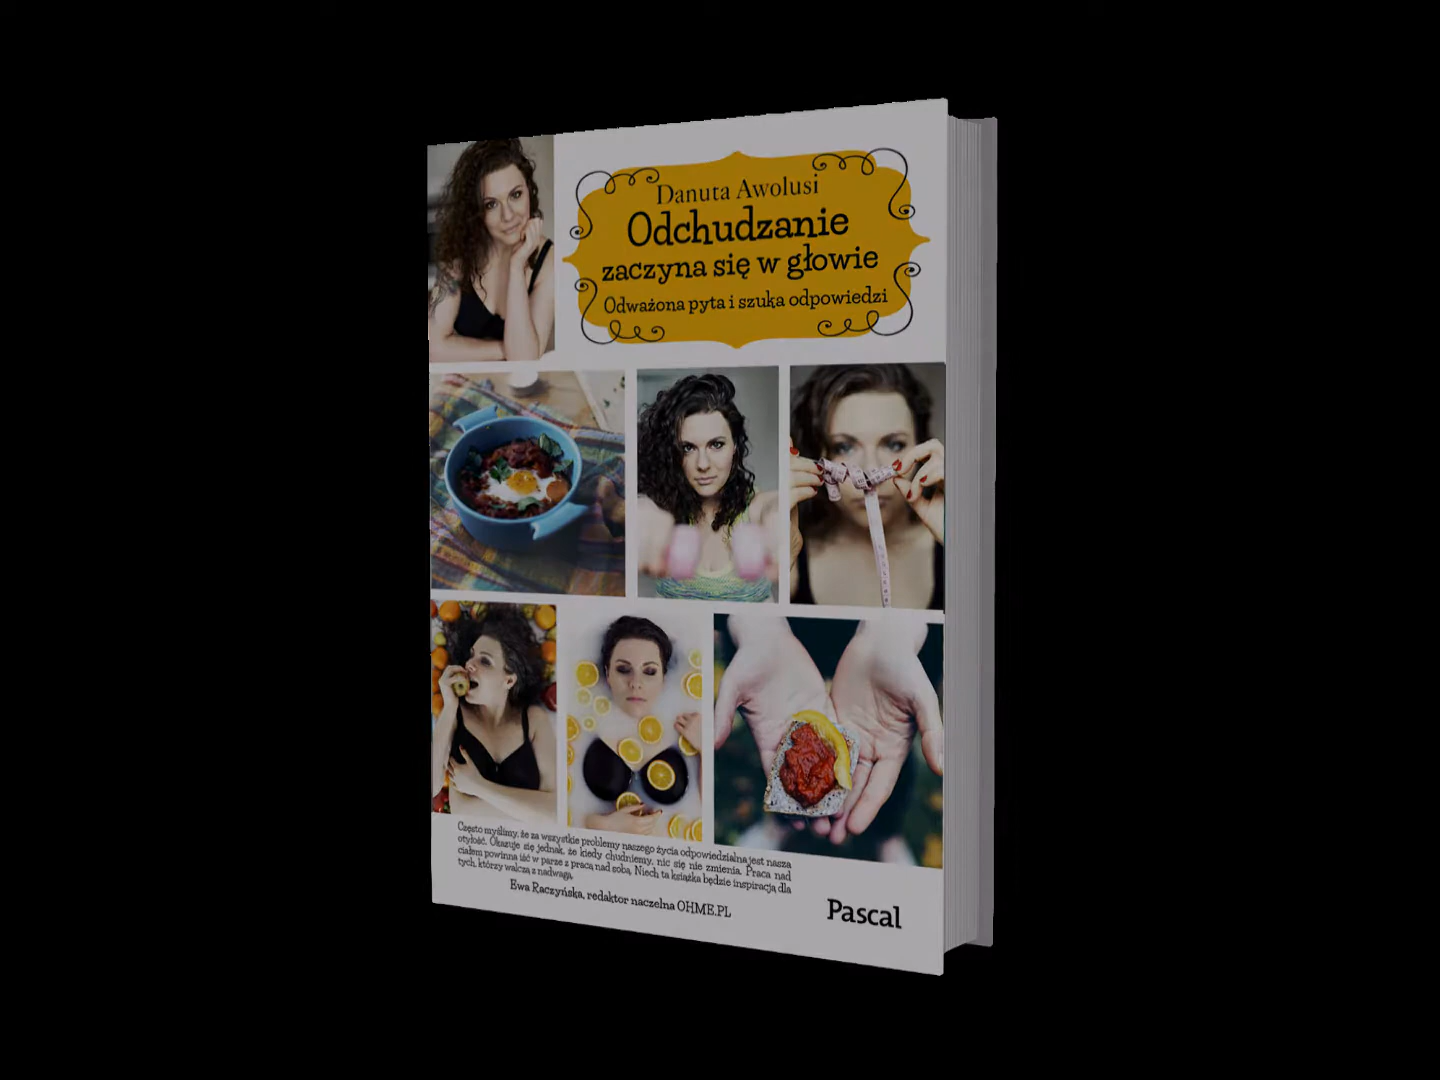 Danuta Awolusi
Odchudzanie
zaczyna się w głowie
Odważona pyta i szuka odpowiedzi
Często myślimy, że za wszystkie problemy naszego życia odpowiedzialna jest nasza
otyłość. Okazuje się jednak, że kiedy chudniemy, nic się nie zmienia. Praca nad
ciałem powinna iść w parze z pracą nad sobą. Niech ta książka będzie inspiracją dla
tych, którzy walczą z nadwagą.
Ewa Raczyńska, redaktor naczelna OHME.PL
Pascal